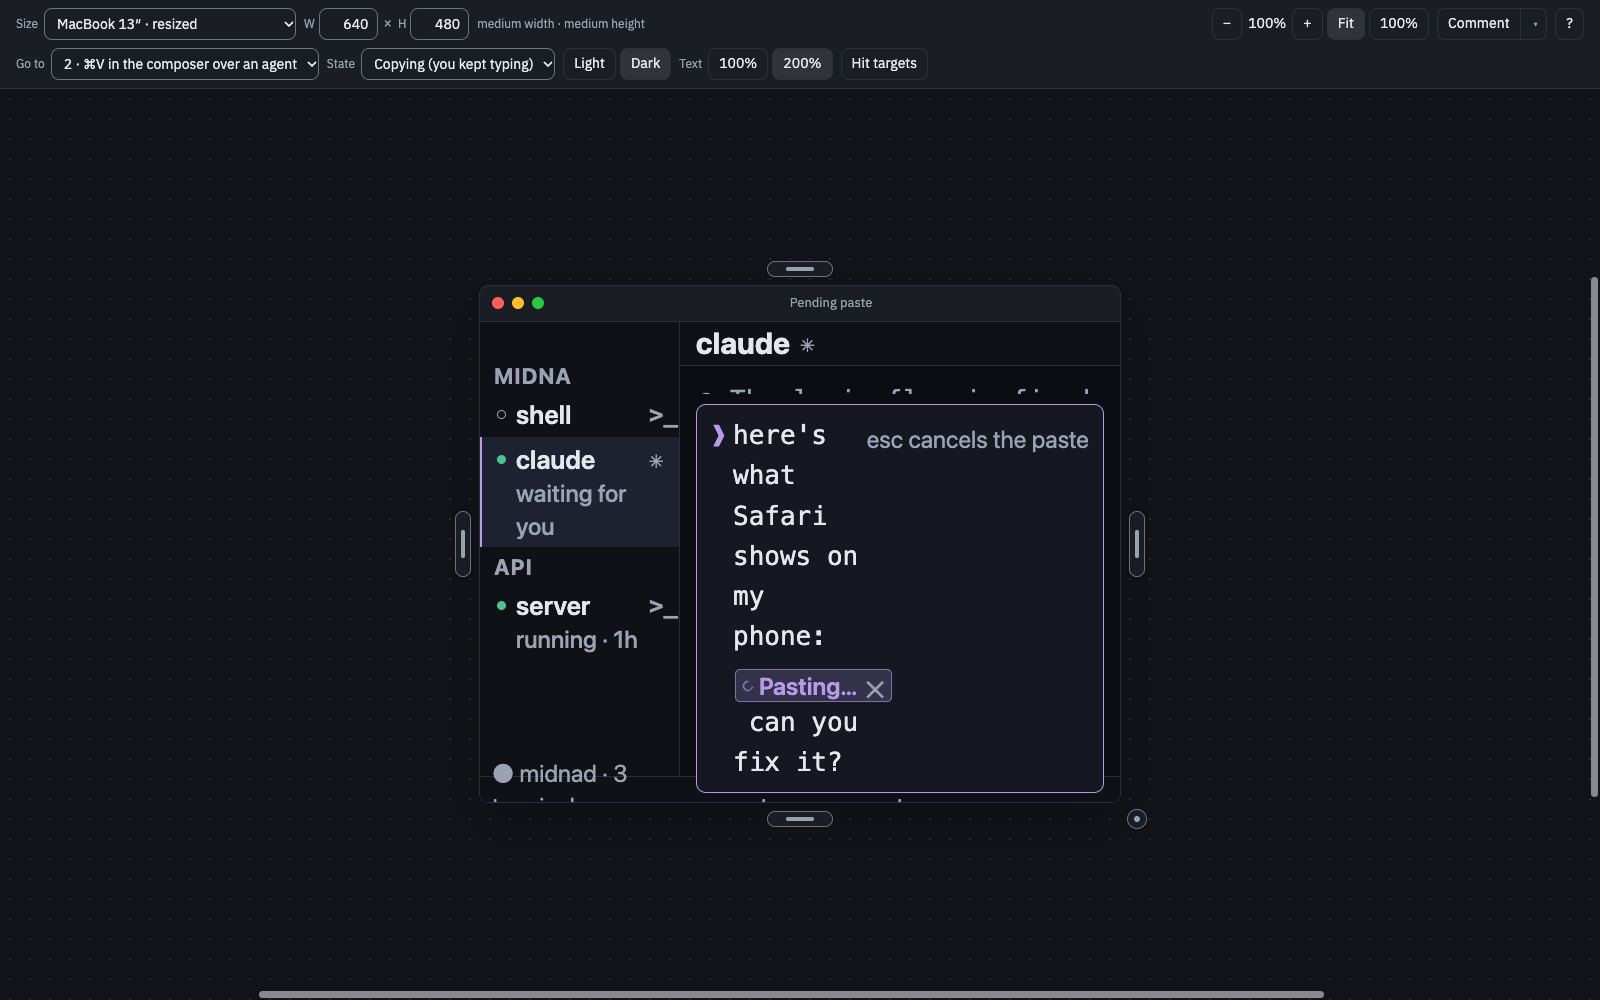 Size MacBook 13" · resized W 640 × H 480 medium width · medium height − 100% + Fit 100% Comment ?
Go to 2 · ⌘V in the composer over an agent State Copying (you kept typing) Light Dark Text 100% 200% Hit targets
Pending paste
MIDNA
shell >_
claude ✳
waiting for
you
API
server >_
running · 1h
midnad · 3
claude ✳
❯ here's
what
Safari
shows on
my
phone:
Pasting… ×
can you
fix it?
esc cancels the paste